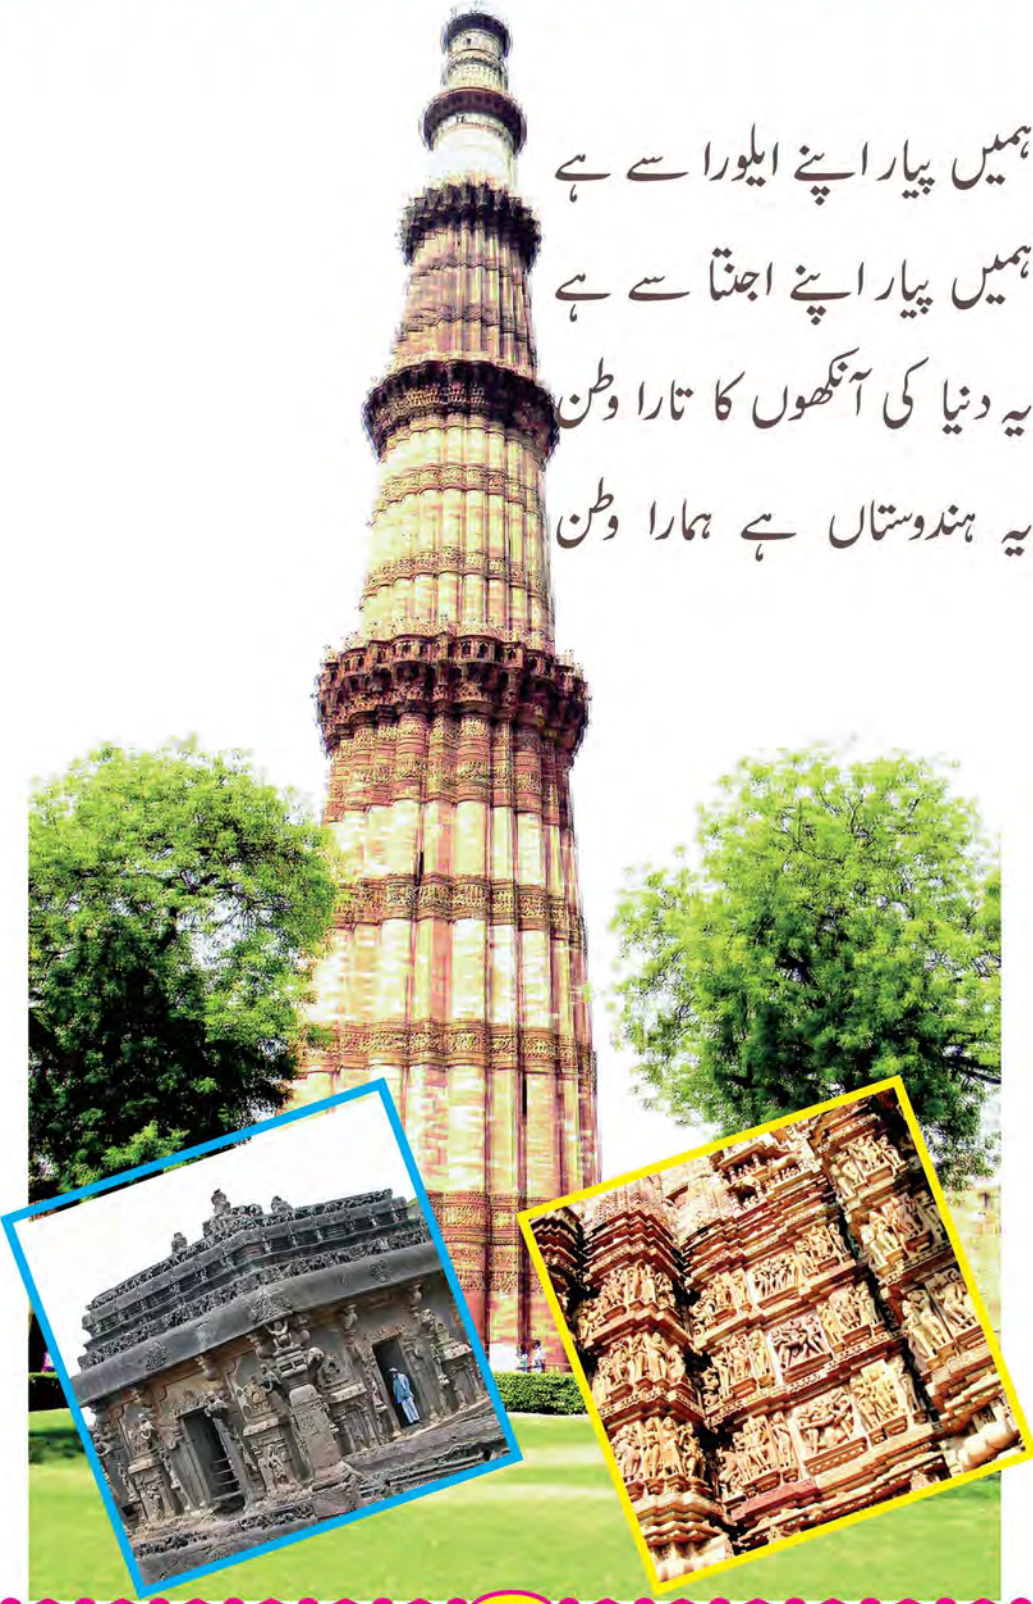 ہمیں پیار اپنے ایلورا سے ہے
ہمیں پیار اپنے اجنتا سے ہے
یہ دنیا کی آنکھوں کا تارا وطن
یہ ہندوستاں ہے ہمارا وطن